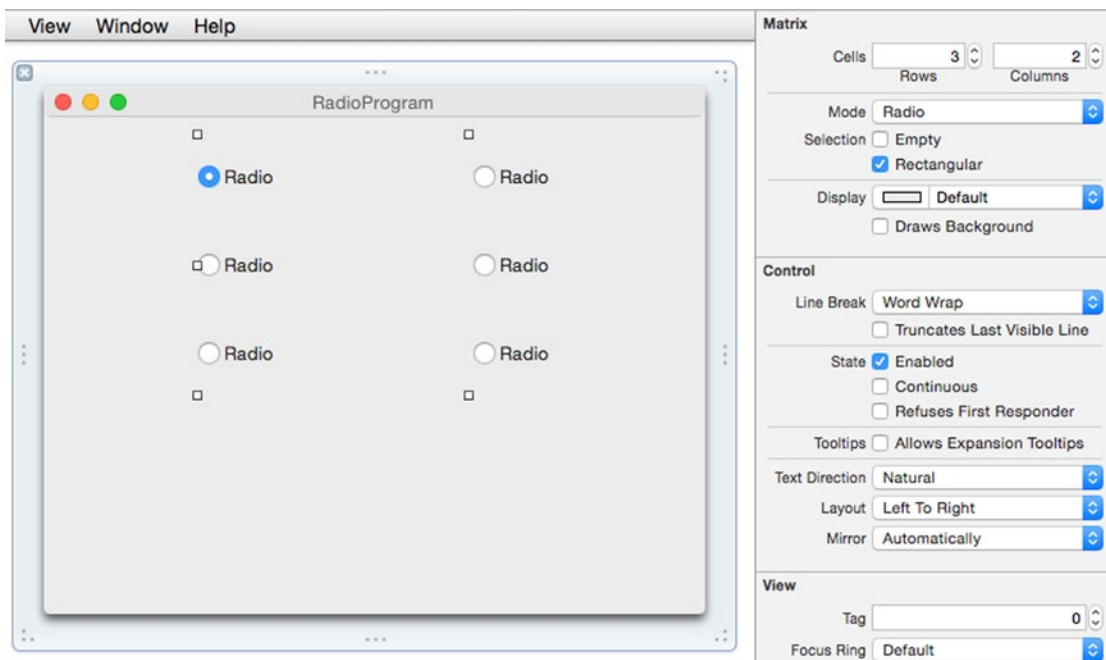 View Window Help
RadioProgram
Radio Radio
Radio Radio
Radio Radio
Matrix
Cells 3 2
Rows Columns
Mode Radio
Selection Empty
Rectangular
Display Default
Draws Background
Control
Line Break Word Wrap
Truncates Last Visible Line
State Enabled
Continuous
Refuses First Responder
Tooltips Allows Expansion Tooltips
Text Direction Natural
Layout Left To Right
Mirror Automatically
View
Tag 0
Focus Ring Default